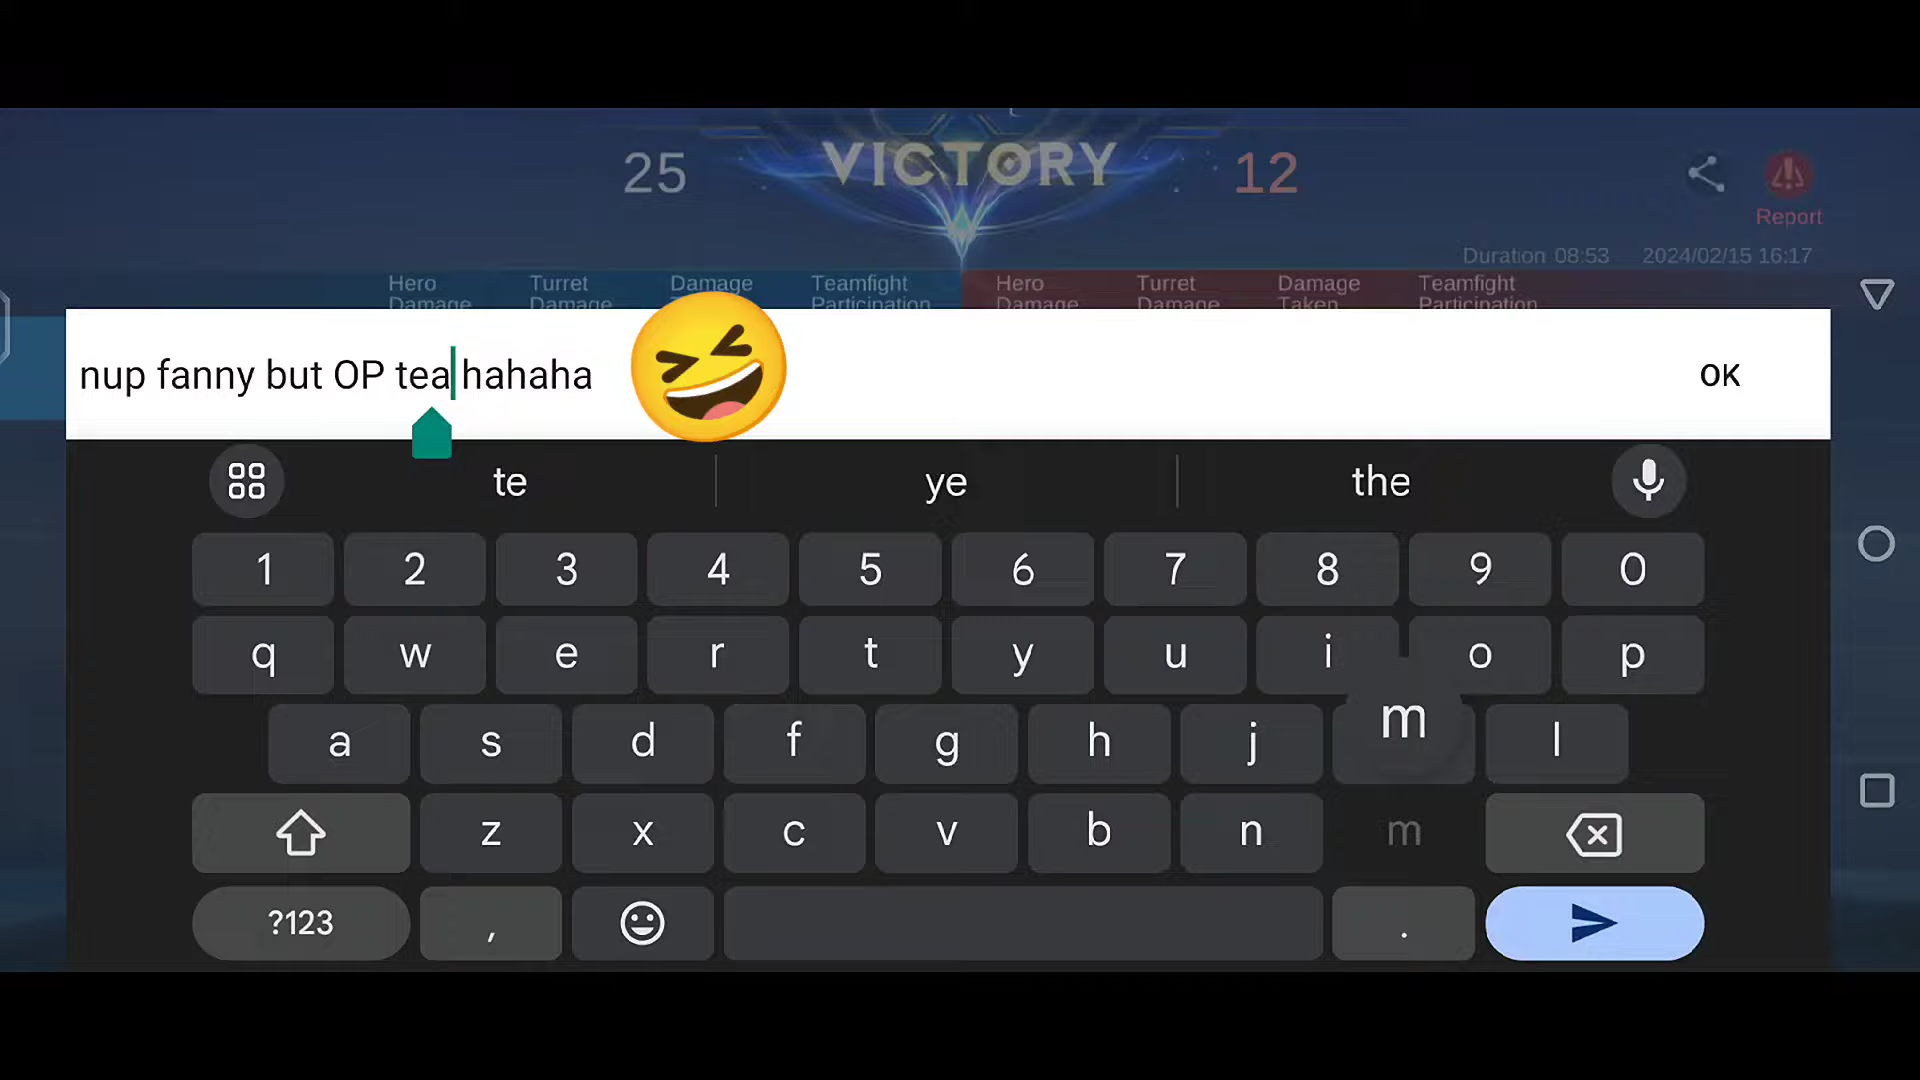 25 VICTORY 12
Report
Duration 08:53 2024/02/15 16:17
Hero Damage Turret Damage Damage Taken Teamfight Participation Hero Damage Turret Damage Damage Taken Teamfight Participation
nup fanny but OP tea hahaha OK
te ye the
1 2 3 4 5 6 7 8 9 0
q w e r t y u i o p
a s d f g h j m l
z x c v b n m
?123 , .